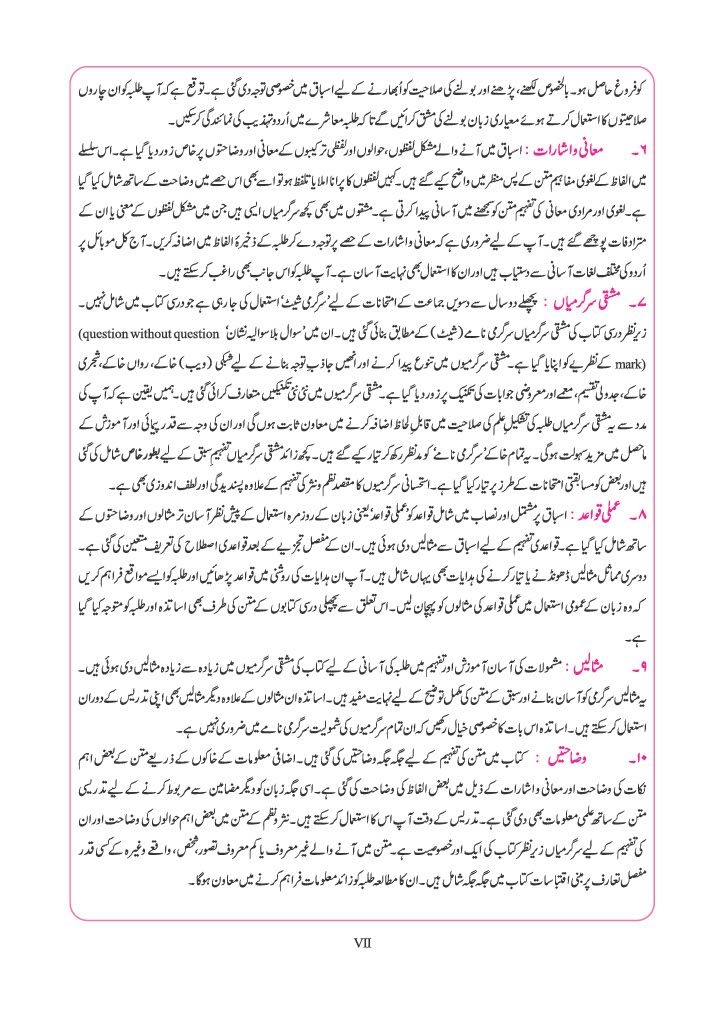 کو فروغ حاصل ہو۔ بالخصوص لکھنے، پڑھنے اور بولنے کی صلاحیت کو اُبھارنے کے لیے اسباق میں خصوصی توجہ دی گئی ہے۔ توقع ہے کہ آپ طلبہ کو ان چاروں
صلاحیتوں کا استعمال کرتے ہوئے معیاری زبان بولنے کی مشق کرائیں گے تاکہ طلبہ معاشرے میں اُردو تہذیب کی نمائندگی کر سکیں۔
۶۔ معانی و اشارات : اسباق میں آنے والے مشکل لفظوں، حوالوں اور لفظی ترکیبوں کے معانی اور وضاحتوں پر خاص زور دیا گیا ہے۔ اس سلسلے
میں الفاظ کے لغوی مفاہیم متن کے پس منظر میں واضح کیے گئے ہیں۔ کہیں لفظوں کا پرانا املا یا تلفظ ہو تو اسے بھی اس حصے میں وضاحت کے ساتھ شامل کیا گیا
ہے۔ لغوی اور مرادی معانی کی تفہیم متن کو سمجھنے میں آسانی پیدا کرتی ہے۔ مشقوں میں بھی کچھ سرگرمیاں ایسی ہیں جن میں مشکل لفظوں کے معنی یا ان کے
مترادفات پوچھے گئے ہیں۔ آپ کے لیے ضروری ہے کہ معانی و اشارات کے حصے پر توجہ دے کر طلبہ کے ذخیرۂ الفاظ میں اضافہ کریں۔ آج کل موبائل پر
اُردو کی مختلف لغات آسانی سے دستیاب ہیں اور ان کا استعمال بھی نہایت آسان ہے۔ آپ طلبہ کو اس جانب بھی راغب کر سکتے ہیں۔
۷۔ مشقی سرگرمیاں : پچھلے دو سال سے دسویں جماعت کے امتحانات کے لیے ’سرگرمی شیٹ‘ استعمال کی جا رہی ہے جو درسی کتاب میں شامل نہیں۔
زیرِ نظر درسی کتاب کی مشقی سرگرمیاں سرگرمی نامے (شیٹ) کے مطابق بنائی گئی ہیں۔ ان میں ’سوال بلا سوالیہ نشان‘ (question without question
mark) کے نظریے کو اپنایا گیا ہے۔ مشقی سرگرمیوں میں تنوع پیدا کرنے اور انھیں جاذبِ توجہ بنانے کے لیے شبکی (ویب) خاکے، رواں خاکے، شجری
خاکے، جدولی تقسیم، معمے اور معروضی جوابات کی تکنیک پر زور دیا گیا ہے۔ مشقی سرگرمیوں میں نئی نئی تکنیکیں متعارف کرائی گئی ہیں۔ ہمیں یقین ہے کہ آپ کی
مدد سے یہ مشقی سرگرمیاں طلبہ کی تشکیلِ علم کی صلاحیت میں قابلِ لحاظ اضافہ کرنے میں معاون ثابت ہوں گی اور ان کی وجہ سے قدر پیمائی اور آموزش کے
ماحصل میں مزید سہولت ہوگی۔ یہ تمام خاکے ’سرگرمی نامے‘ کو مدنظر رکھ کر تیار کیے گئے ہیں۔ کچھ زائد مشقی سرگرمیاں تفہیم سبق کے لیے بطور خاص شامل کی گئی
ہیں اور بعض کو مسابقتی امتحانات کے طرز پر تیار کیا گیا ہے۔ استحسانی سرگرمیوں کا مقصد نظم و نثر کی تفہیم کے علاوہ پسندیدگی اور لطف اندوزی بھی ہے۔
۸۔ عملی قواعد : اسباق پر مشتمل اور نصاب میں شامل قواعد کو ’عملی قواعد‘ یعنی زبان کے روزمرہ استعمال کے پیش نظر آسان تر مثالوں اور وضاحتوں کے
ساتھ شامل کیا گیا ہے۔ قواعدی تفہیم کے لیے اسباق سے مثالیں دی ہوئی ہیں۔ ان کے مفصل تجزیے کے بعد قواعدی اصطلاح کی تعریف متعین کی گئی ہے۔
دوسری مماثل مثالیں ڈھونڈنے یا تیار کرنے کی ہدایات بھی یہاں شامل ہیں۔ آپ ان ہدایات کی روشنی میں قواعد پڑھائیں اور طلبہ کو ایسے مواقع فراہم کریں
کہ وہ زبان کے عمومی استعمال میں عملی قواعد کی مثالوں کو پہچان لیں۔ اس تعلق سے پچھلی درسی کتابوں کے متن کی طرف بھی اساتذہ اور طلبہ کو متوجہ کیا گیا
ہے۔
۹۔ مثالیں : مشمولات کی آسان آموزش اور تفہیم میں طلبہ کی آسانی کے لیے کتاب کی مشقی سرگرمیوں میں زیادہ سے زیادہ مثالیں دی ہوئی ہیں۔
یہ مثالیں سرگرمی کو آسان بنانے اور سبق کے متن کی مکمل توضیح کے لیے نہایت مفید ہیں۔ اساتذہ ان مثالوں کے علاوہ دیگر مثالیں بھی اپنی تدریس کے دوران
استعمال کر سکتے ہیں۔ اساتذہ اس بات کا خصوصی خیال رکھیں کہ ان تمام سرگرمیوں کی شمولیت سرگرمی نامے میں ضروری نہیں ہے۔
۱۰۔ وضاحتیں : کتاب میں متن کی تفہیم کے لیے جگہ جگہ وضاحتیں کی گئی ہیں۔ اضافی معلومات کے خاکوں کے ذریعے متن کے بعض اہم
نکات کی وضاحت اور معانی و اشارات کے ذیل میں بعض الفاظ کی وضاحت کی گئی ہے۔ اسی جگہ زبان کو دیگر مضامین سے مربوط کرنے کے لیے تدریسی
متن کے ساتھ علمی معلومات بھی دی گئی ہے۔ تدریس کے وقت آپ اس کا استعمال کر سکتے ہیں۔ نثر و نظم کے متن میں بعض اہم حوالوں کی وضاحت اور ان
کی تفہیم کے لیے سرگرمیاں زیرِ نظر کتاب کی ایک اور خصوصیت ہے۔ متن میں آنے والے غیر معروف یا کم معروف تصور، شخص، واقعے وغیرہ کے کسی قدر
مفصل تعارف پر مبنی اقتباسات کتاب میں جگہ جگہ شامل ہیں۔ ان کا مطالعہ طلبہ کو زائد معلومات فراہم کرنے میں معاون ہوگا۔
VII